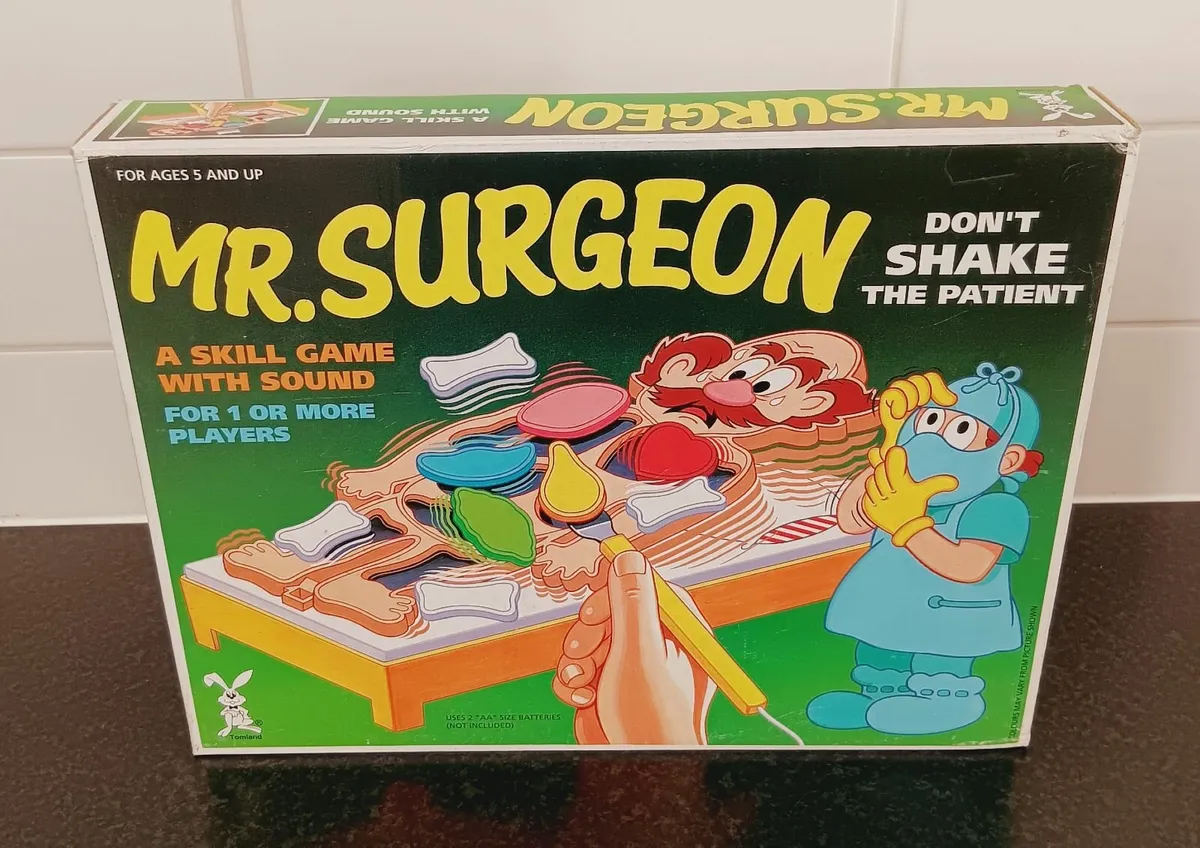 MR.SURGEON
A SKILL GAME
WITH SOUND
FOR AGES 5 AND UP
MR.SURGEON
DON'T
SHAKE
THE PATIENT
A SKILL GAME
WITH SOUND
FOR 1 OR MORE
PLAYERS
USES 2 "AA" SIZE BATTERIES
(NOT INCLUDED)
®
Tomland
COLOURS MAY VARY FROM PICTURE SHOWN